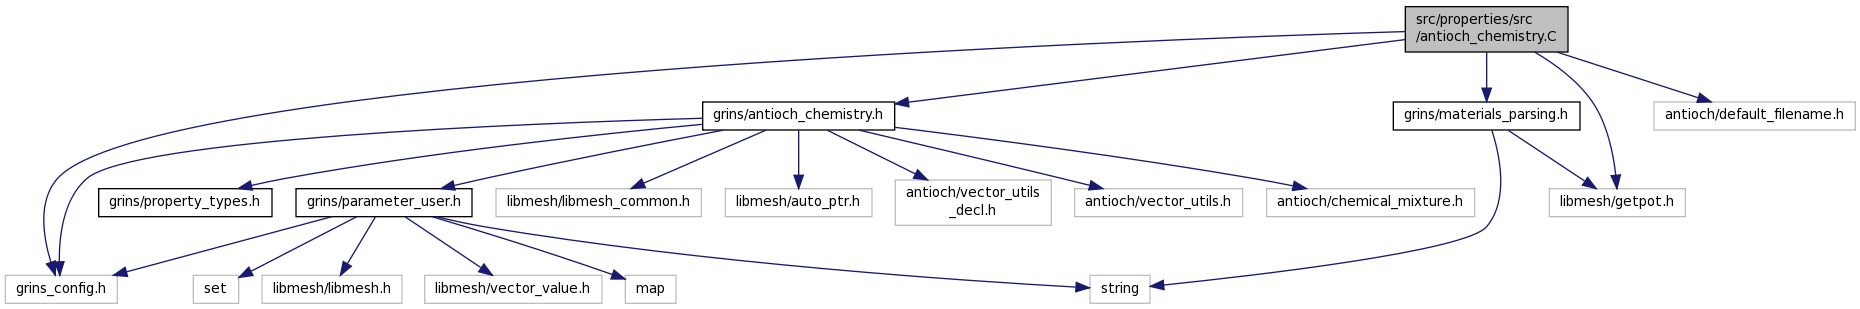 src/properties/src
/antioch_chemistry.C
grins/antioch_chemistry.h
grins/materials_parsing.h
antioch/default_filename.h
grins/property_types.h
grins/parameter_user.h
libmesh/libmesh_common.h
libmesh/auto_ptr.h
antioch/vector_utils
_decl.h
antioch/vector_utils.h
antioch/chemical_mixture.h
libmesh/getpot.h
grins_config.h
set
libmesh/libmesh.h
libmesh/vector_value.h
map
string